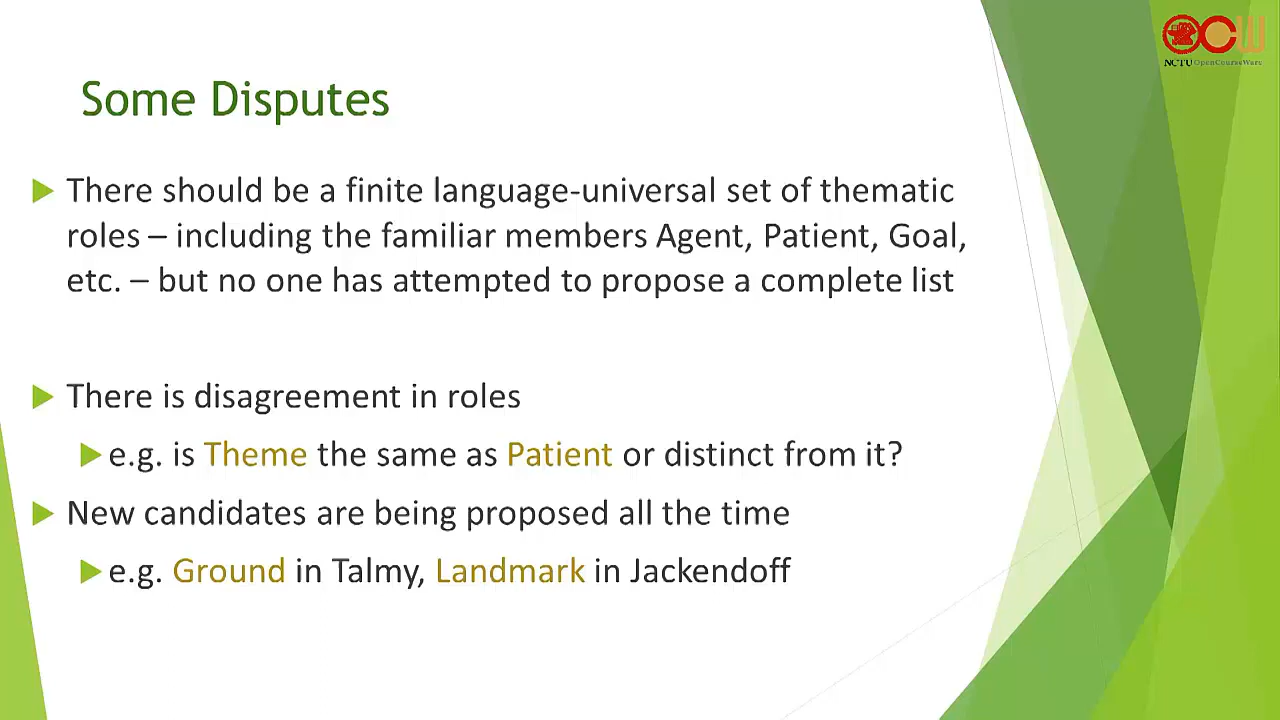 OCW
NCTU OpenCourseWare
Some Disputes
There should be a finite language-universal set of thematic
roles – including the familiar members Agent, Patient, Goal,
etc. – but no one has attempted to propose a complete list
There is disagreement in roles
e.g. is Theme the same as Patient or distinct from it?
New candidates are being proposed all the time
e.g. Ground in Talmy, Landmark in Jackendoff